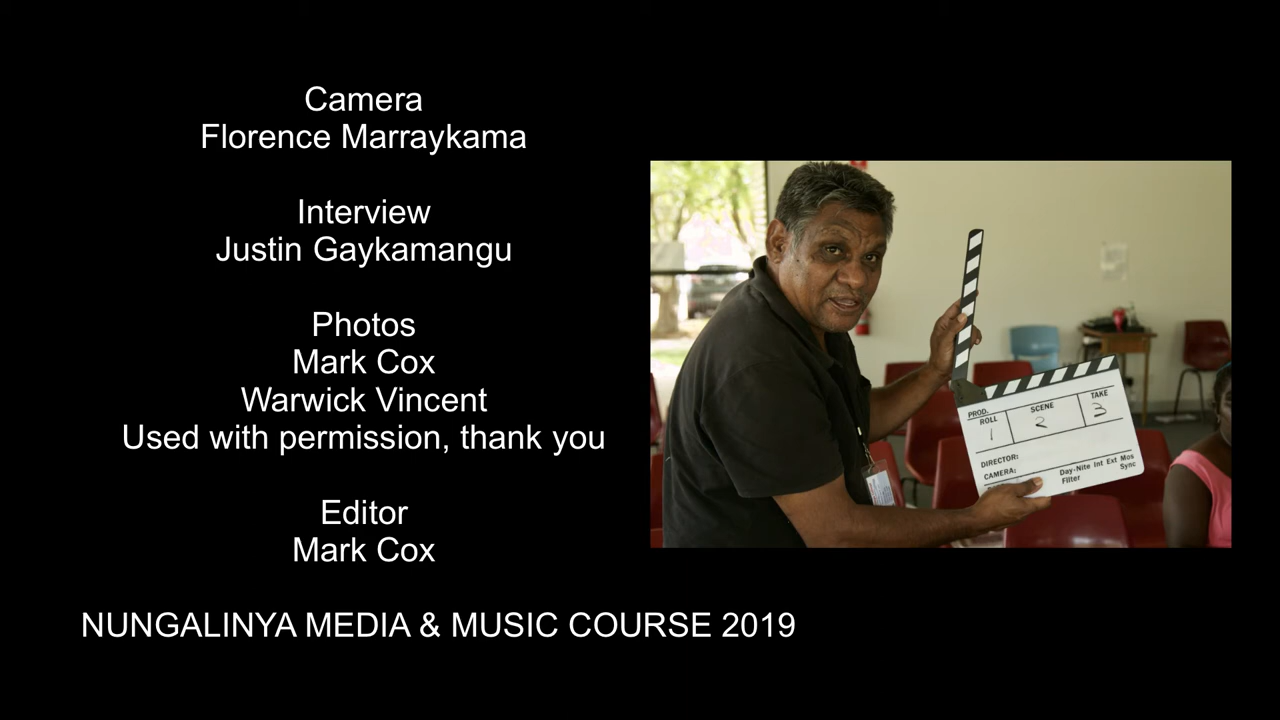 Camera
Florence Marraykama
Interview
Justin Gaykamangu
Photos
Mark Cox
Warwick Vincent
Used with permission, thank you
Editor
Mark Cox
NUNGALINYA MEDIA & MUSIC COURSE 2019
PROD.
ROLL SCENE TAKE
1 2 3
DIRECTOR:
CAMERA:
Day-Nite Int Ext Mos
Filter Sync